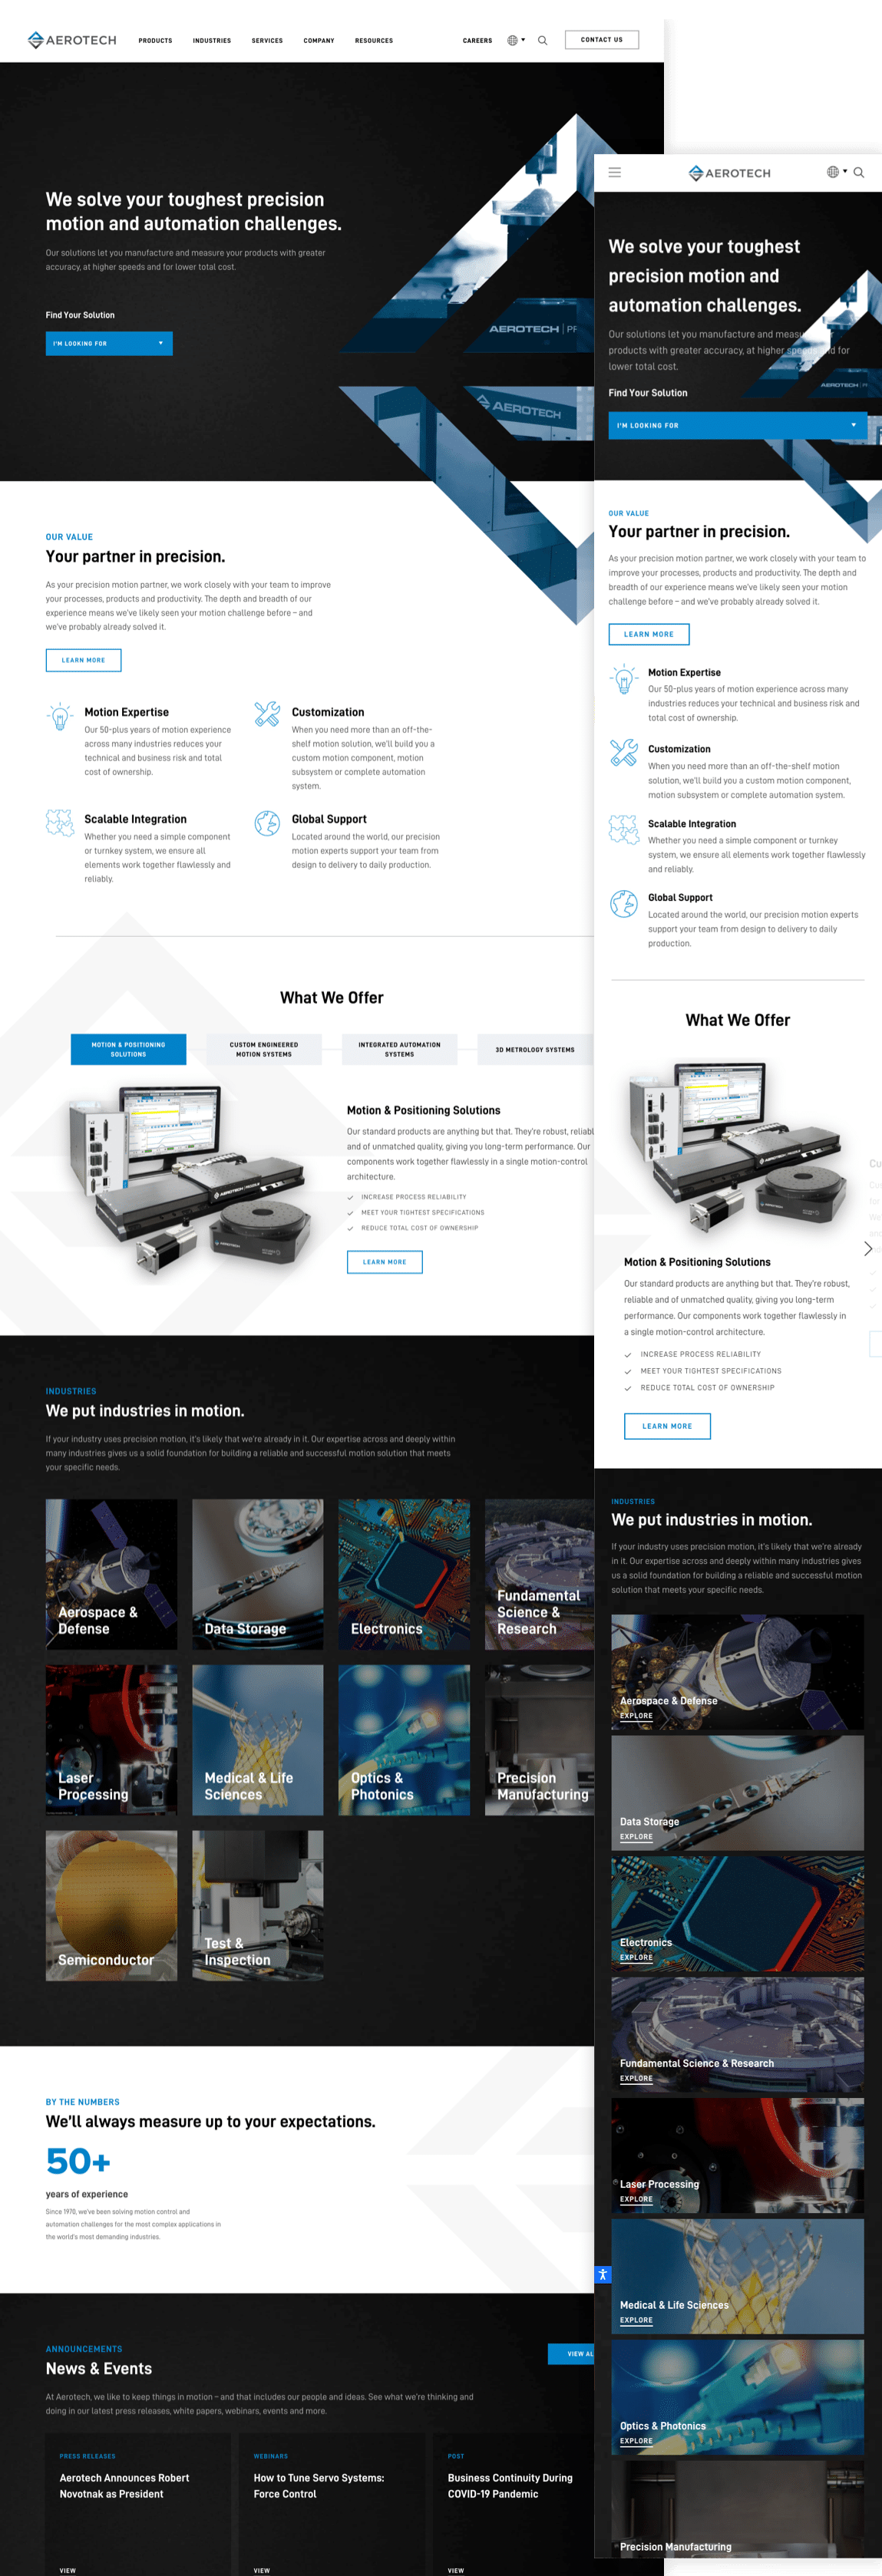 AEROTECH
PRODUCTS
INDUSTRIES
SERVICES
COMPANY
RESOURCES
CAREERS
CONTACT US
We solve your toughest precision
motion and automation challenges.
Our solutions let you manufacture and measure your products with greater
accuracy, at higher speeds and for lower total cost.
Find Your Solution
I'M LOOKING FOR
AEROTECH
AEROTECH
OUR VALUE
Your partner in precision.
As your precision motion partner, we work closely with your team to improve
your processes, products and productivity. The depth and breadth of our
experience means we've likely seen your motion challenge before – and
we've probably already solved it.
LEARN MORE
Motion Expertise
Our 50-plus years of motion experience
across many industries reduces your
technical and business risk and total
cost of ownership.
Customization
When you need more than an off-the-
shelf motion solution, we'll build you a
custom motion component, motion
subsystem or complete automation
system.
Scalable Integration
Whether you need a simple component
or turnkey system, we ensure all
elements work together flawlessly and
reliably.
Global Support
Located around the world, our precision
motion experts support your team from
design to delivery to daily production.
What We Offer
MOTION & POSITIONING
SOLUTIONS
CUSTOM ENGINEERED
MOTION SYSTEMS
INTEGRATED AUTOMATION
SYSTEMS
3D METROLOGY SYSTEMS
Motion & Positioning Solutions
Our standard products are anything but that. They're robust, reliabl
and of unmatched quality, giving you long-term performance. Our
components work together flawlessly in a single motion-control
architecture.
INCREASE PROCESS RELIABILITY
MEET YOUR TIGHTEST SPECIFICATIONS
REDUCE TOTAL COST OF OWNERSHIP
LEARN MORE
INDUSTRIES
We put industries in motion.
If your industry uses precision motion, it's likely that we're already in it. Our expertise across and deeply within
many industries gives us a solid foundation for building a reliable and successful motion solution that meets
your specific needs.
Aerospace &
Defense
Data Storage
Electronics
Fundamental
Science &
Research
Laser
Processing
Medical & Life
Sciences
Optics &
Photonics
Precision
Manufacturing
Semiconductor
Test &
Inspection
BY THE NUMBERS
We'll always measure up to your expectations.
50+
years of experience
Since 1970, we've been solving motion control and
automation challenges for the most complex applications in
the world's most demanding industries.
ANNOUNCEMENTS
News & Events
VIEW AL
At Aerotech, we like to keep things in motion – and that includes our people and ideas. See what we're thinking and
doing in our latest press releases, white papers, webinars, events and more.
PRESS RELEASES
Aerotech Announces Robert
Novotnak as President
VIEW
WEBINARS
How to Tune Servo Systems:
Force Control
VIEW
POST
Business Continuity During
COVID-19 Pandemic
VIEW
AEROTECH
We solve your toughest
precision motion and
automation challenges.
Our solutions let you manufacture and measu
products with greater accuracy, at higher speeds and for
lower total cost.
AEROTECH
Find Your Solution
I'M LOOKING FOR
OUR VALUE
Your partner in precision.
As your precision motion partner, we work closely with your team to
improve your processes, products and productivity. The depth and
breadth of our experience means we've likely seen your motion
challenge before – and we've probably already solved it.
LEARN MORE
Motion Expertise
Our 50-plus years of motion experience across many
industries reduces your technical and business risk and
total cost of ownership.
Customization
When you need more than an off-the-shelf motion
solution, we'll build you a custom motion component,
motion subsystem or complete automation system.
Scalable Integration
Whether you need a simple component or turnkey
system, we ensure all elements work together flawlessly
and reliably.
Global Support
Located around the world, our precision motion experts
support your team from design to delivery to daily
production.
What We Offer
Motion & Positioning Solutions
Our standard products are anything but that. They're robust,
reliable and of unmatched quality, giving you long-term
performance. Our components work together flawlessly in
a single motion-control architecture.
INCREASE PROCESS RELIABILITY
MEET YOUR TIGHTEST SPECIFICATIONS
REDUCE TOTAL COST OF OWNERSHIP
LEARN MORE
INDUSTRIES
We put industries in motion.
If your industry uses precision motion, it's likely that we're already
in it. Our expertise across and deeply within many industries gives
us a solid foundation for building a reliable and successful motion
solution that meets your specific needs.
Aerospace & Defense
EXPLORE
Data Storage
EXPLORE
Electronics
EXPLORE
Fundamental Science & Research
EXPLORE
Laser Processing
EXPLORE
Medical & Life Sciences
EXPLORE
Optics & Photonics
EXPLORE
Precision Manufacturing